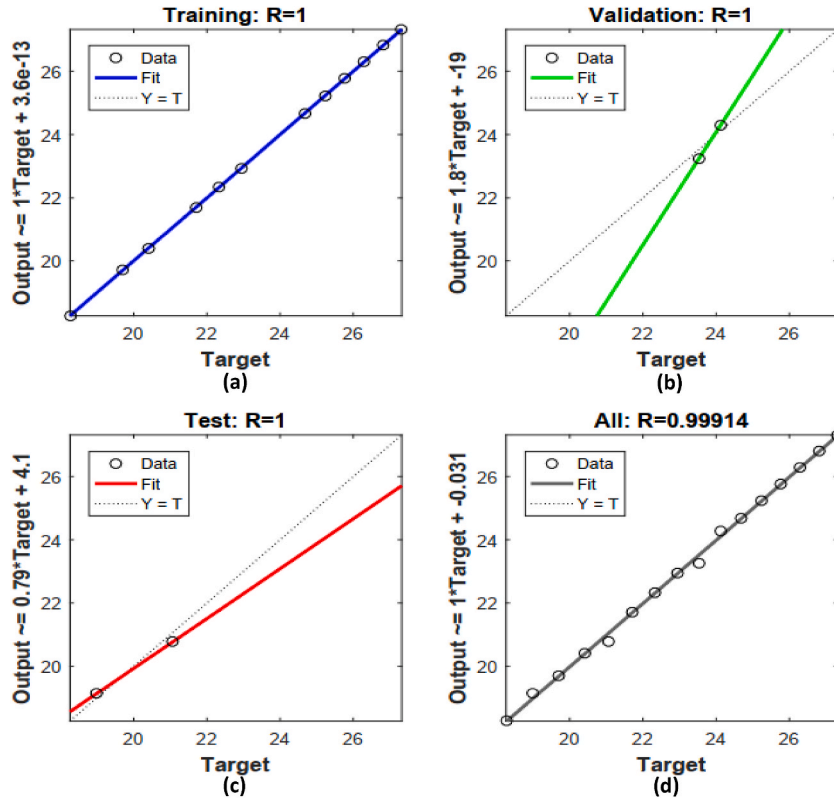 Training: R=1
Output ~= 1*Target + 3.6e-13
Data
Fit
Y = T
26
24
22
20
20 22 24 26
Target
(a)
Validation: R=1
Output ~= 1.8*Target + -19
Data
Fit
Y = T
26
24
22
20
20 22 24 26
Target
(b)
Test: R=1
Output ~= 0.79*Target + 4.1
Data
Fit
Y = T
26
24
22
20
20 22 24 26
Target
(c)
All: R=0.99914
Output ~= 1*Target + -0.031
Data
Fit
Y = T
26
24
22
20
20 22 24 26
Target
(d)